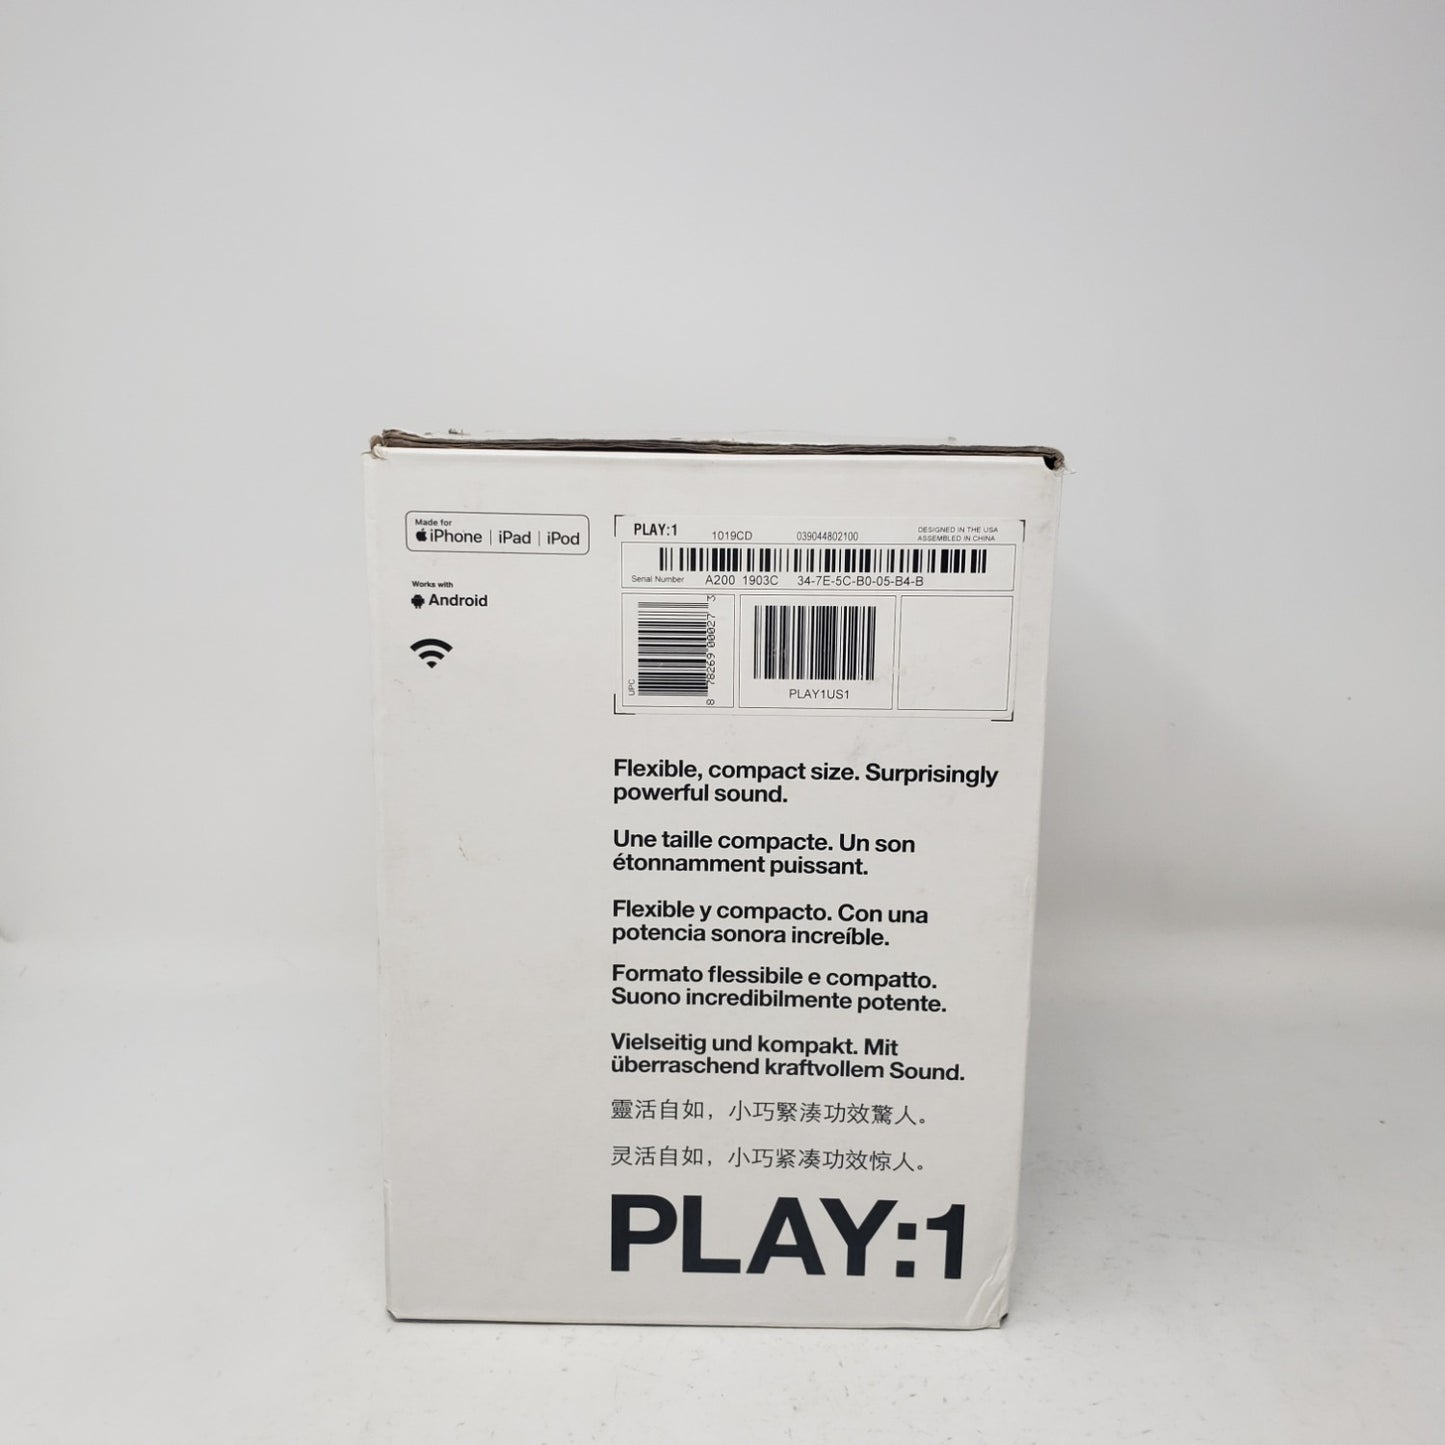 Made for
iPhone | iPad | iPod
Works with
Android
PLAY:1 1019CD 039044802100 DESIGNED IN THE USA
ASSEMBLED IN CHINA
Serial Number A200 1903C 34-7E-5C-B0-05-B4-B
UPC
8 78269 00027 3
PLAY1US1
Flexible, compact size. Surprisingly
powerful sound.
Une taille compacte. Un son
étonnamment puissant.
Flexible y compacto. Con una
potencia sonora increíble.
Formato flessibile e compatto.
Suono incredibilmente potente.
Vielseitig und kompakt. Mit
überraschend kraftvollem Sound.
靈活自如，小巧緊湊功效驚人。
灵活自如，小巧紧凑功效惊人。
PLAY:1